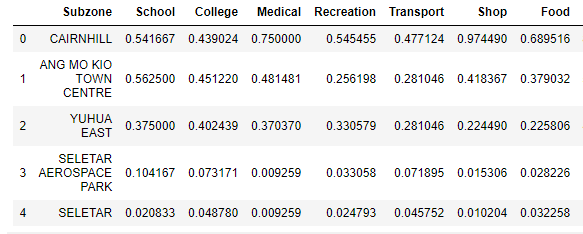 Subzone School College Medical Recreation Transport Shop Food
0 CAIRNHILL 0.541667 0.439024 0.750000 0.545455 0.477124 0.974490 0.689516
1 ANG MO KIO TOWN CENTRE 0.562500 0.451220 0.481481 0.256198 0.281046 0.418367 0.379032
2 YUHUA EAST 0.375000 0.402439 0.370370 0.330579 0.281046 0.224490 0.225806
3 SELETAR AEROSPACE PARK 0.104167 0.073171 0.009259 0.033058 0.071895 0.015306 0.028226
4 SELETAR 0.020833 0.048780 0.009259 0.024793 0.045752 0.010204 0.032258